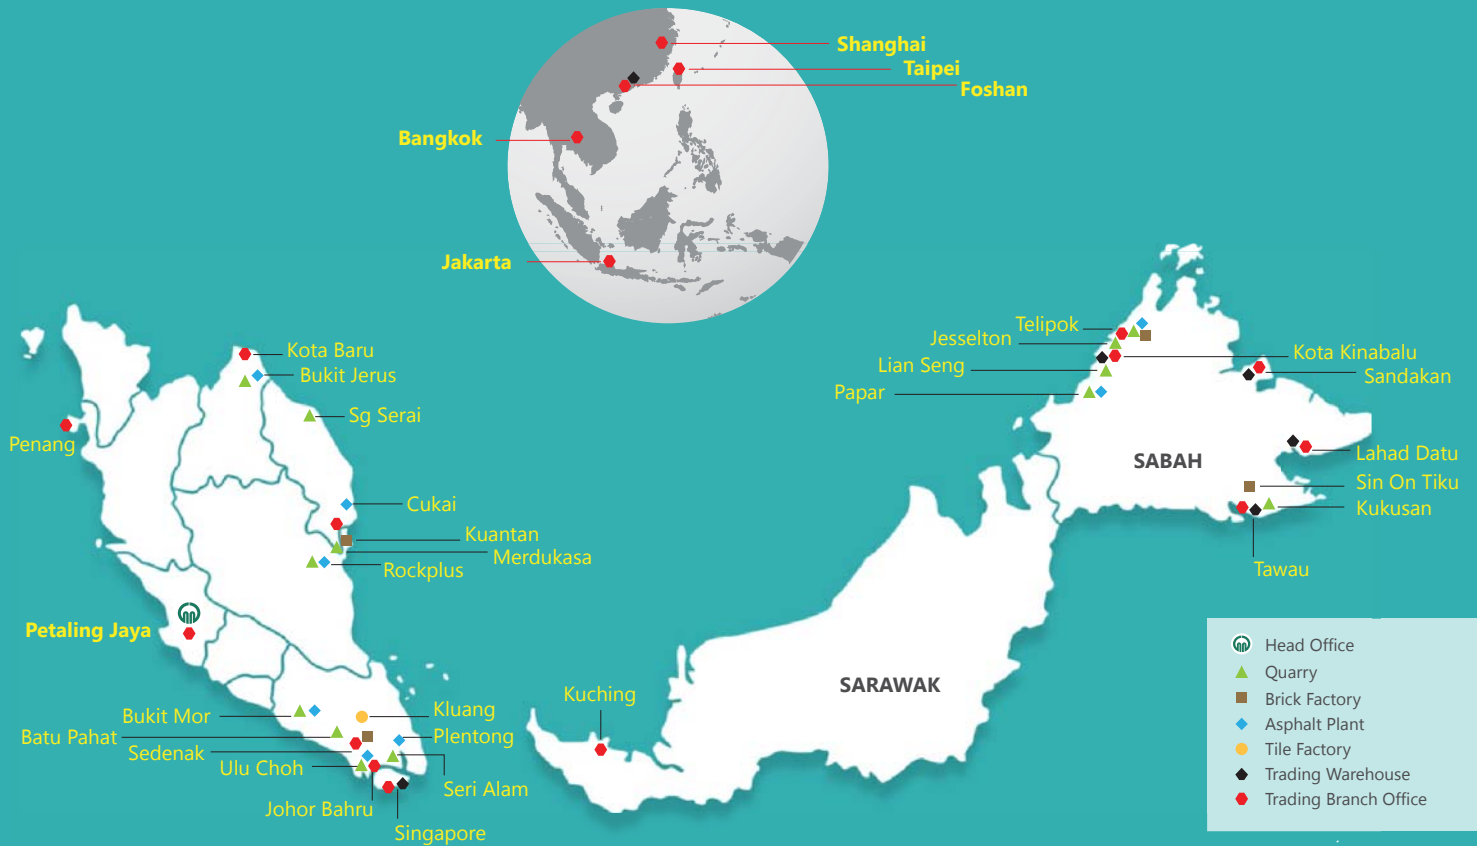 Shanghai
Taipei
Foshan
Bangkok
Jakarta
Kota Baru
Bukit Jerus
Sg Serai
Penang
Cukai
Kuantan
Merdukasa
Rockplus
Petaling Jaya
Bukit Mor
Batu Pahat
Sedenak
Ulu Choh
Johor Bahru
Singapore
Kluang
Plentong
Seri Alam
Kuching
SARAWAK
Telipok
Jesselton
Lian Seng
Papar
Kota Kinabalu
Sandakan
SABAH
Lahad Datu
Sin On Tiku
Kukusan
Tawau
Head Office
Quarry
Brick Factory
Asphalt Plant
Tile Factory
Trading Warehouse
Trading Branch Office